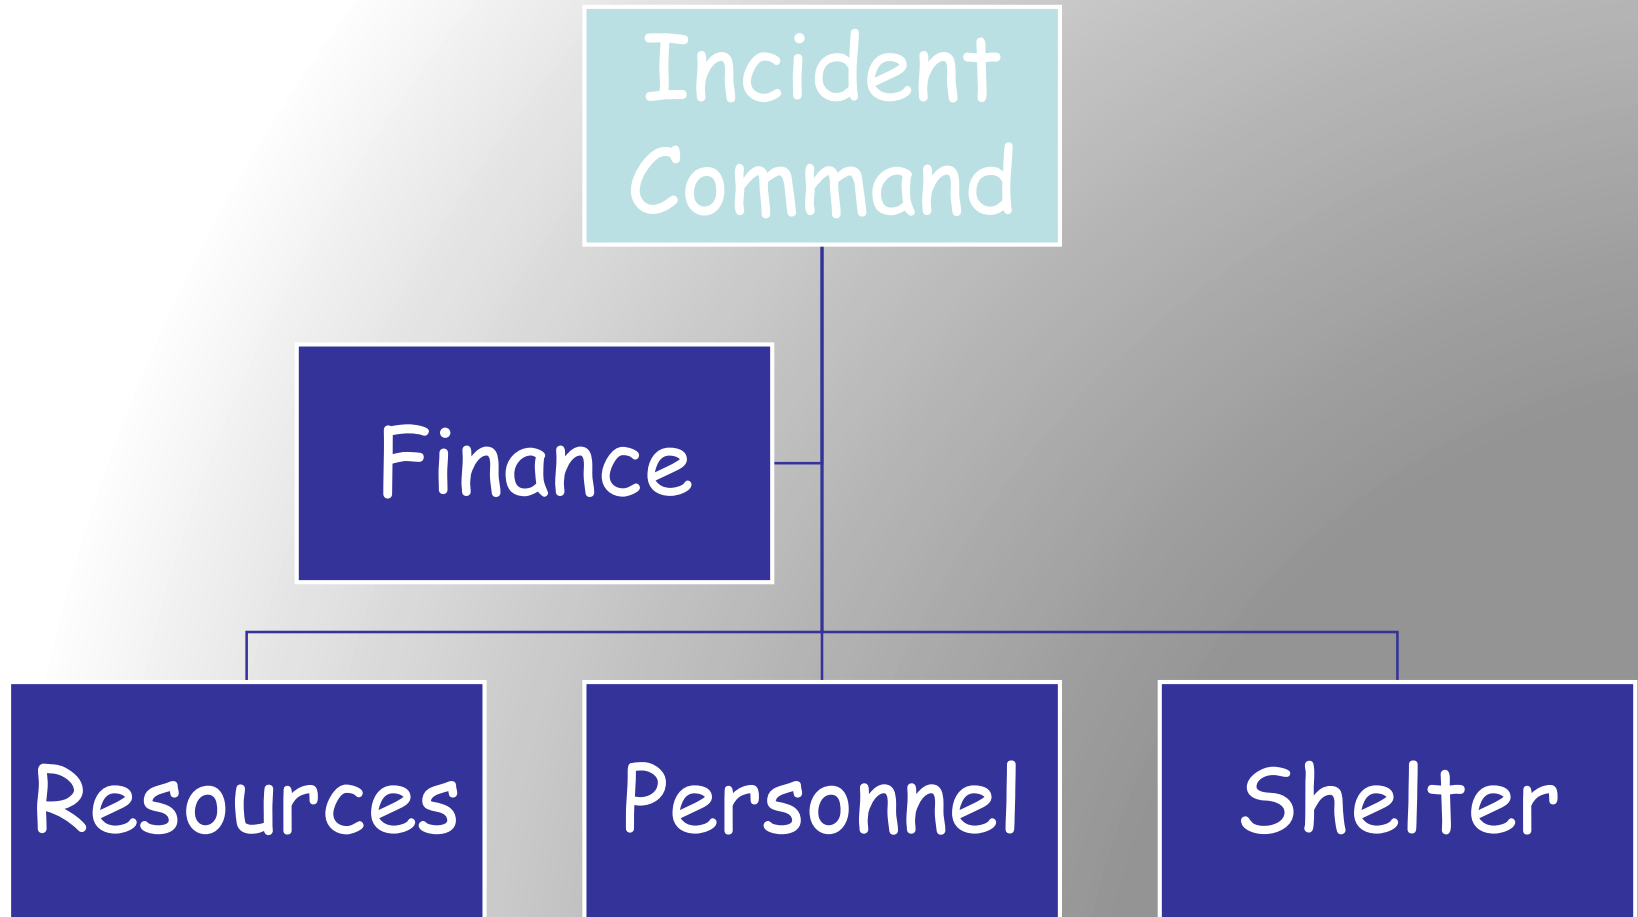 Incident
Command
Finance
Resources
Personnel
Shelter